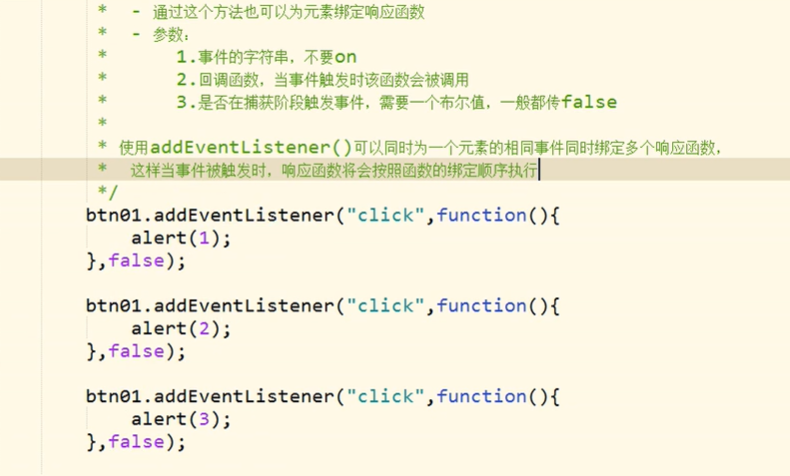 * - 通过这个方法也可以为元素绑定响应函数
* - 参数:
* 1.事件的字符串,不要on
* 2.回调函数,当事件触发时该函数会被调用
* 3.是否在捕获阶段触发事件,需要一个布尔值,一般都传false
*
* 使用addEventListener()可以同时为一个元素的相同事件同时绑定多个响应函数,
* 这样当事件被触发时,响应函数将会按照函数的绑定顺序执行
*/
btn01.addEventListener("click",function(){
alert(1);
},false);
btn01.addEventListener("click",function(){
alert(2);
},false);
btn01.addEventListener("click",function(){
alert(3);
},false);